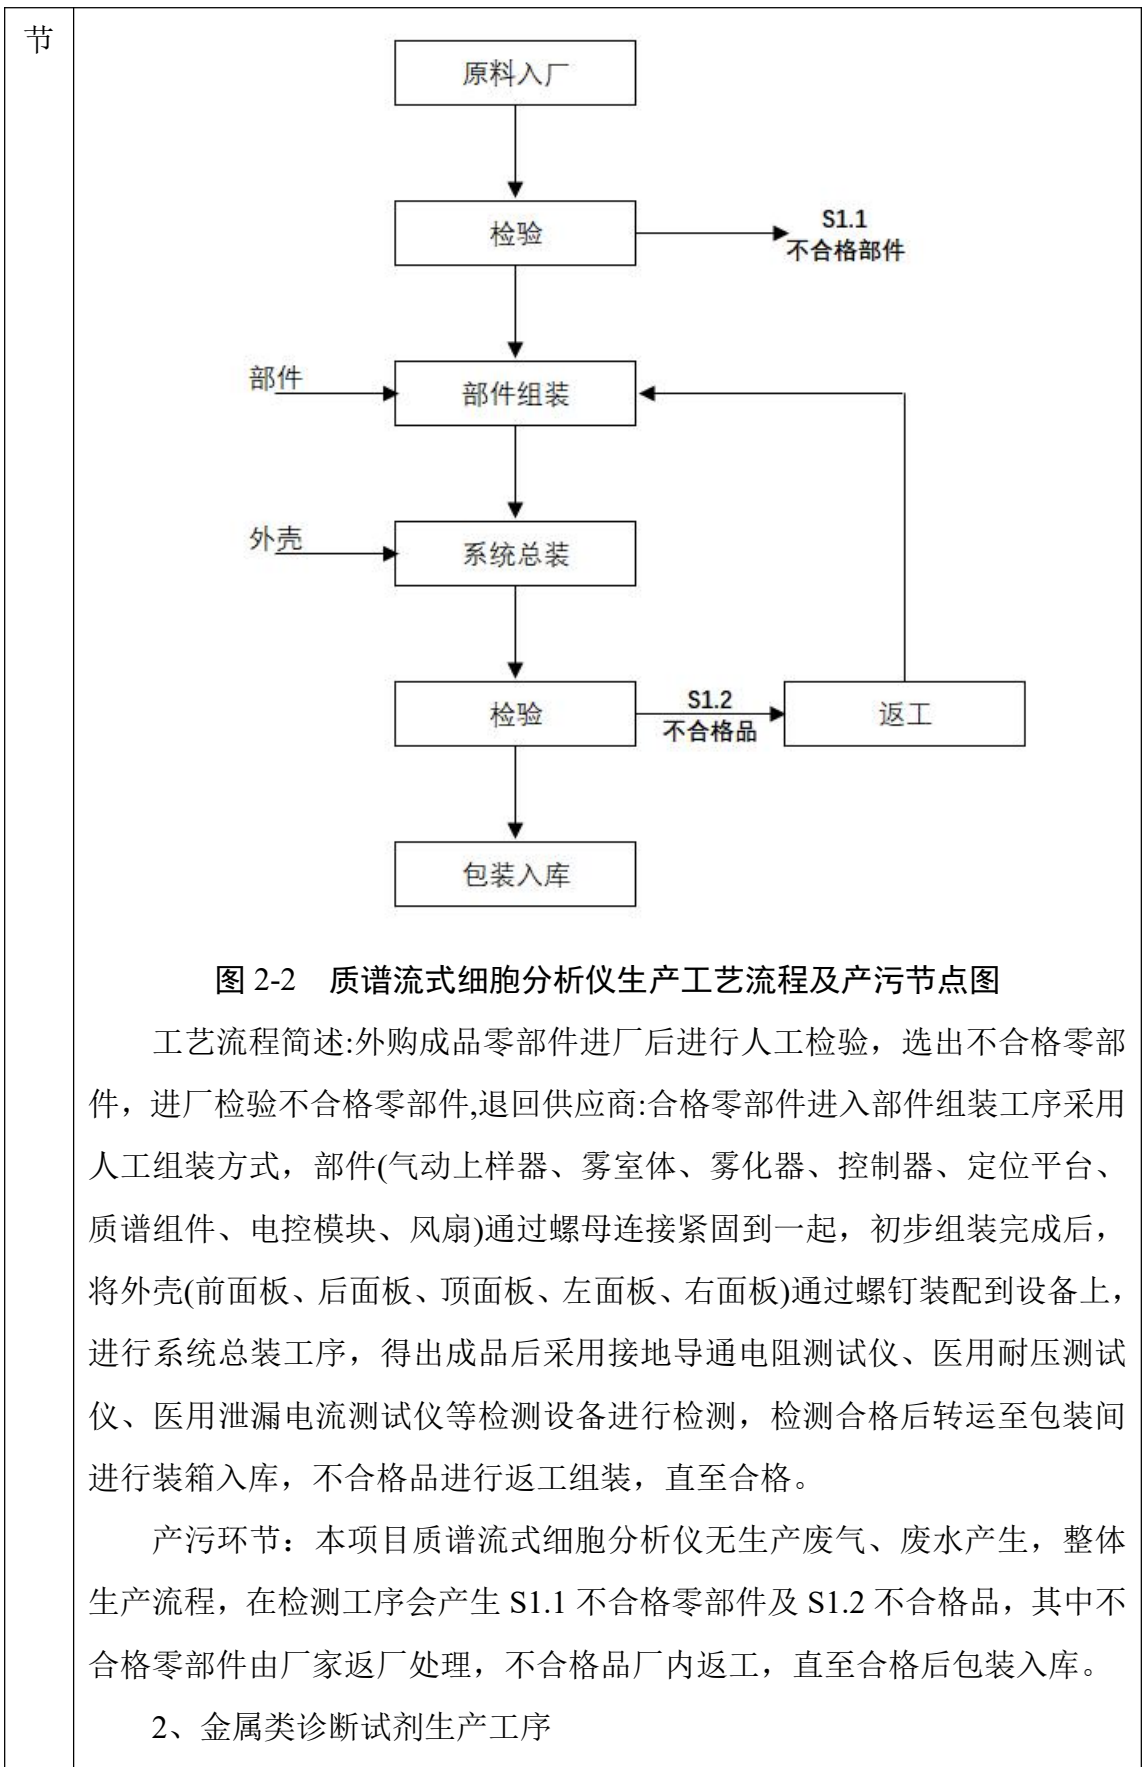 节
原料入厂
检验
S1.1
不合格部件
部件
部件组装
外壳
系统总装
检验
S1.2
不合格品
返工
包装入库
图 2-2 质谱流式细胞分析仪生产工艺流程及产污节点图
工艺流程简述:外购成品零部件进厂后进行人工检验，选出不合格零部
件，进厂检验不合格零部件,退回供应商:合格零部件进入部件组装工序采用
人工组装方式，部件(气动上样器、雾室体、雾化器、控制器、定位平台、
质谱组件、电控模块、风扇)通过螺母连接紧固到一起，初步组装完成后，
将外壳(前面板、后面板、顶面板、左面板、右面板)通过螺钉装配到设备上，
进行系统总装工序，得出成品后采用接地导通电阻测试仪、医用耐压测试
仪、医用泄漏电流测试仪等检测设备进行检测，检测合格后转运至包装间
进行装箱入库，不合格品进行返工组装，直至合格。
产污环节：本项目质谱流式细胞分析仪无生产废气、废水产生，整体
生产流程，在检测工序会产生 S1.1 不合格零部件及 S1.2 不合格品，其中不
合格零部件由厂家返厂处理，不合格品厂内返工，直至合格后包装入库。
2、金属类诊断试剂生产工序